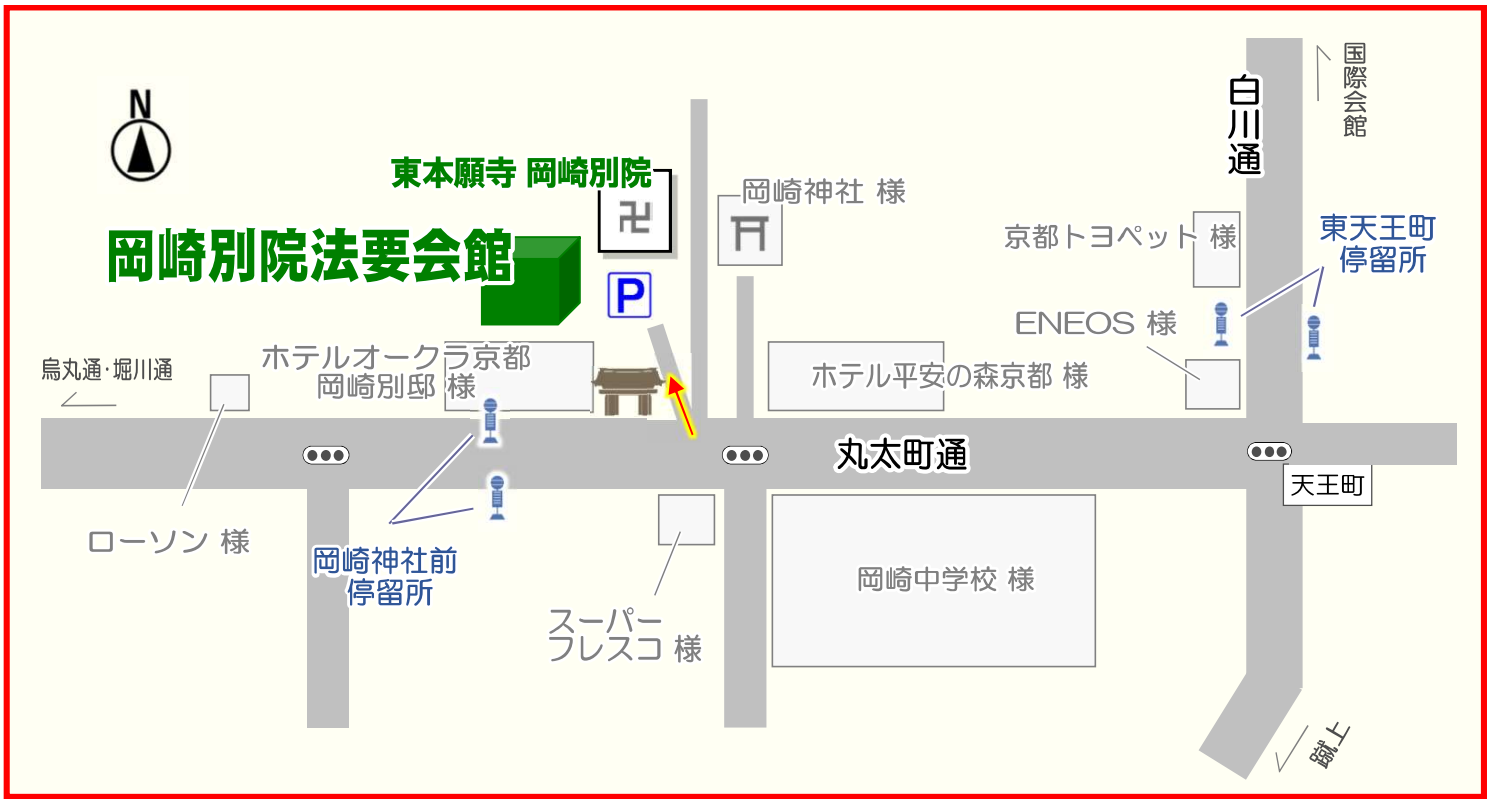 N
国際会館
白川通
東本願寺 岡崎別院
岡崎神社 様
卍
岡崎別院法要会館
京都トヨペット 様
東天王町
停留所
P
ENEOS 様
烏丸通・堀川通
ホテルオークラ京都
岡崎別邸 様
ホテル平安の森京都 様
丸太町通
天王町
ローソン 様
岡崎神社前
停留所
岡崎中学校 様
スーパー
フレスコ 様
蹴上